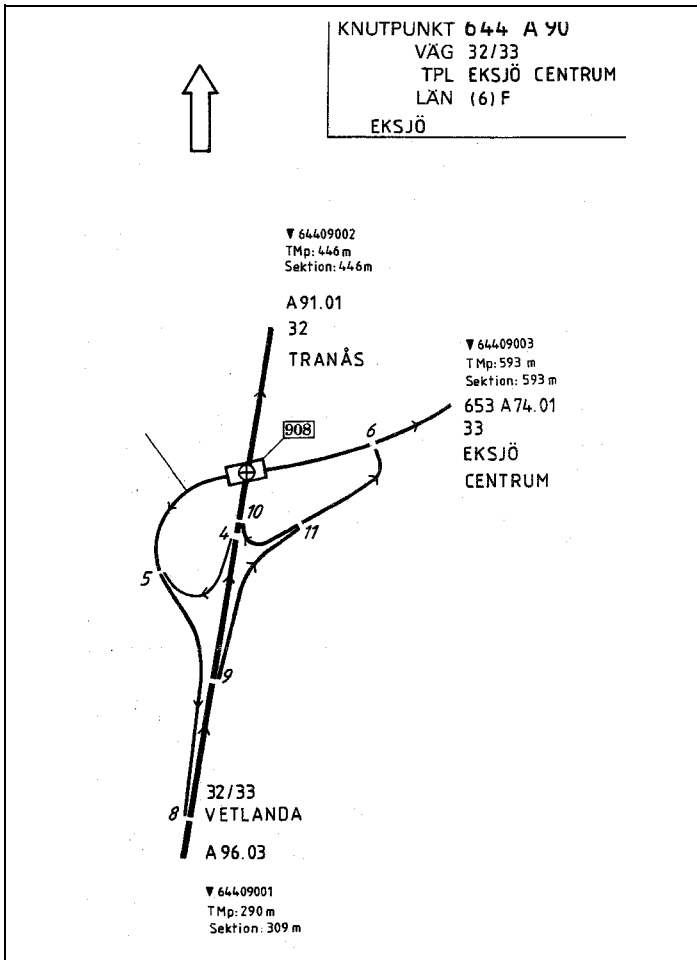 KNUTPUNKT 644 A 90
VÄG 32/33
TPL EKSJÖ CENTRUM
LÄN (6) F
EKSJÖ
▼ 64409002
TMp: 446 m
Sektion: 446 m
A 91.01
32
TRANÅS
▼ 64409003
TMp: 593 m
Sektion: 593 m
653 A 74.01
33
EKSJÖ
CENTRUM
908
6
10
4
11
5
9
32/33
8 VETLANDA
A 96.03
▼ 64409001
TMp: 290 m
Sektion: 309 m